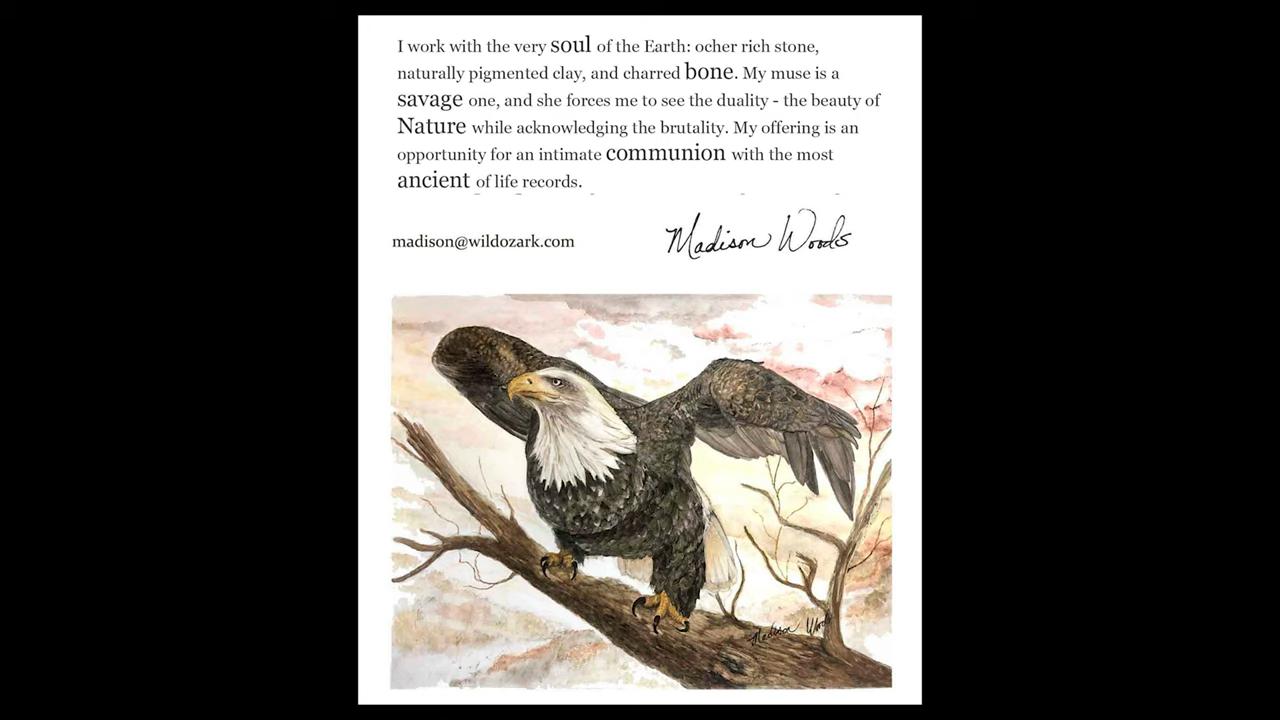 I work with the very soul of the Earth: ocher rich stone,
naturally pigmented clay, and charred bone. My muse is a
savage one, and she forces me to see the duality - the beauty of
Nature while acknowledging the brutality. My offering is an
opportunity for an intimate communion with the most
ancient of life records.
madison@wildozark.com
Madison Woods
Madison Woods